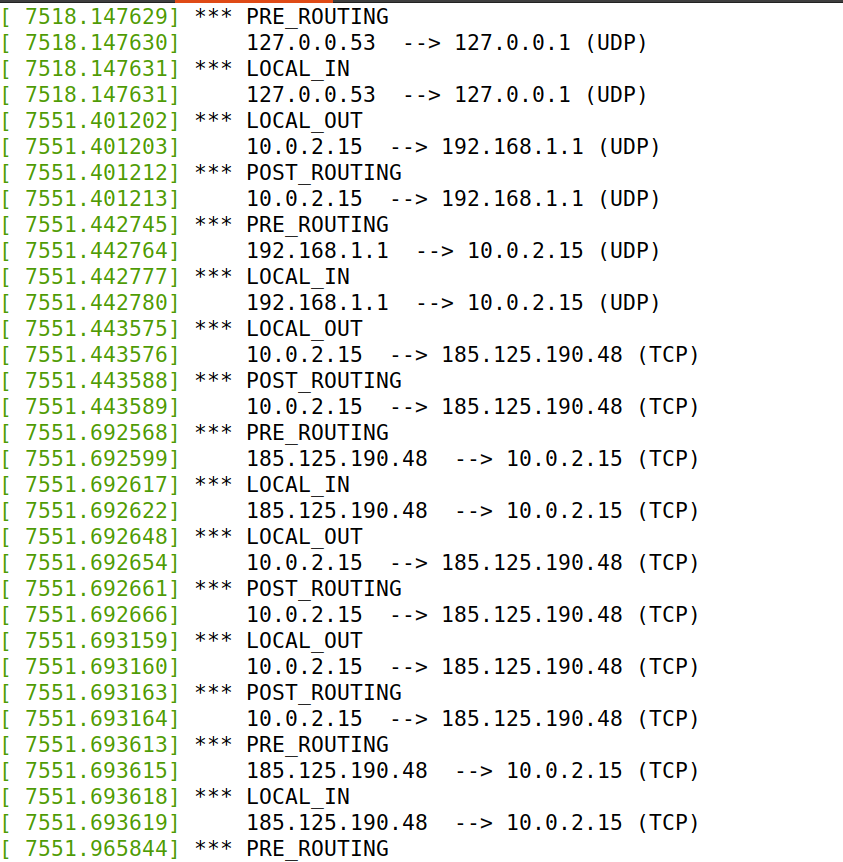 [ 7518.147629] *** PRE_ROUTING
[ 7518.147630]     127.0.0.53  --> 127.0.0.1 (UDP)
[ 7518.147631] *** LOCAL_IN
[ 7518.147631]     127.0.0.53  --> 127.0.0.1 (UDP)
[ 7551.401202] *** LOCAL_OUT
[ 7551.401203]     10.0.2.15  --> 192.168.1.1 (UDP)
[ 7551.401212] *** POST_ROUTING
[ 7551.401213]     10.0.2.15  --> 192.168.1.1 (UDP)
[ 7551.442745] *** PRE_ROUTING
[ 7551.442764]     192.168.1.1  --> 10.0.2.15 (UDP)
[ 7551.442777] *** LOCAL_IN
[ 7551.442780]     192.168.1.1  --> 10.0.2.15 (UDP)
[ 7551.443575] *** LOCAL_OUT
[ 7551.443576]     10.0.2.15  --> 185.125.190.48 (TCP)
[ 7551.443588] *** POST_ROUTING
[ 7551.443589]     10.0.2.15  --> 185.125.190.48 (TCP)
[ 7551.692568] *** PRE_ROUTING
[ 7551.692599]     185.125.190.48  --> 10.0.2.15 (TCP)
[ 7551.692617] *** LOCAL_IN
[ 7551.692622]     185.125.190.48  --> 10.0.2.15 (TCP)
[ 7551.692648] *** LOCAL_OUT
[ 7551.692654]     10.0.2.15  --> 185.125.190.48 (TCP)
[ 7551.692661] *** POST_ROUTING
[ 7551.692666]     10.0.2.15  --> 185.125.190.48 (TCP)
[ 7551.693159] *** LOCAL_OUT
[ 7551.693160]     10.0.2.15  --> 185.125.190.48 (TCP)
[ 7551.693163] *** POST_ROUTING
[ 7551.693164]     10.0.2.15  --> 185.125.190.48 (TCP)
[ 7551.693613] *** PRE_ROUTING
[ 7551.693615]     185.125.190.48  --> 10.0.2.15 (TCP)
[ 7551.693618] *** LOCAL_IN
[ 7551.693619]     185.125.190.48  --> 10.0.2.15 (TCP)
[ 7551.965844] *** PRE_ROUTING